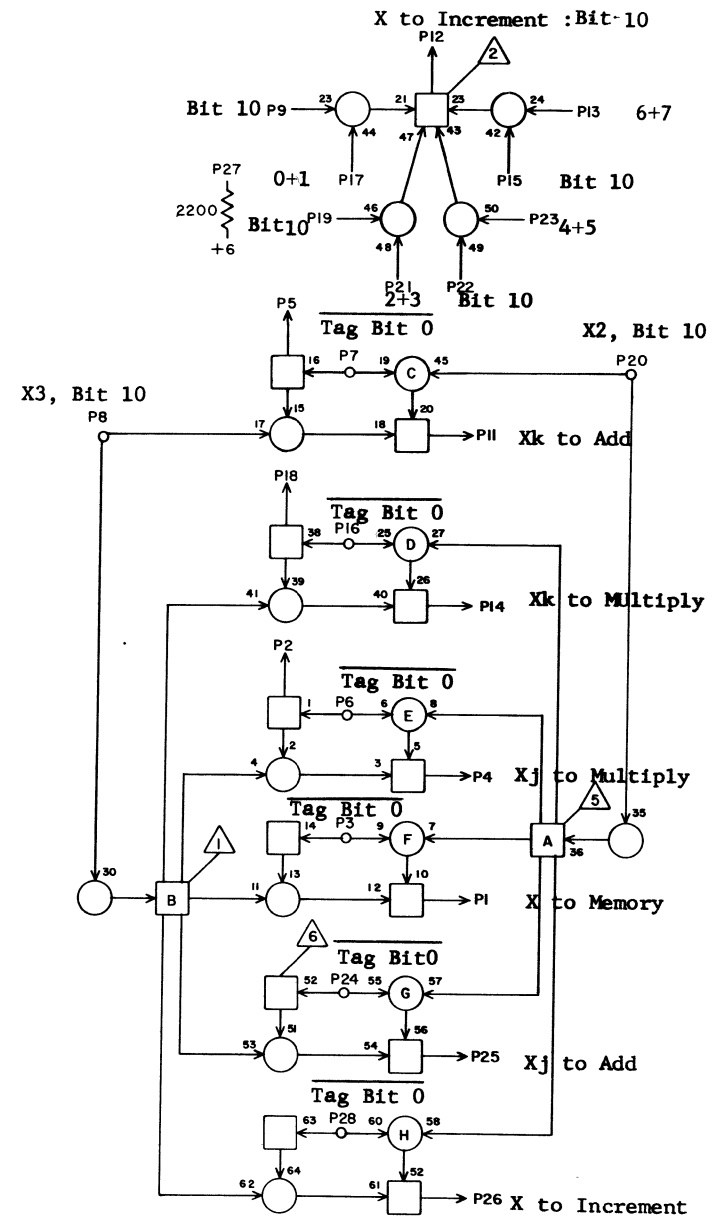 X to Increment : Bit 10
P12
2
Bit 10 P9 23 21 23 24 P13 6+7
44 47 43 42
P27 0+1 P17 P15 Bit 10
2200 Bit10 P19 46 50 P23 4+5
+6 48 49
P21 P22
2+3 Bit 10
P5
Tag Bit 0 X2, Bit 10
16 P7 19 C 45 P20
X3, Bit 10
P8 15 20
17 18 P11 Xk to Add
P18
Tag Bit 0
38 P16 25 D 27
39 26
41 40 P14 Xk to MUltiply
P2
Tag Bit 0
1 P6 6 E 8
2 5
4 3 P4 Xj to Multiply
Tag Bit 0 5
1 14 P3 9 F 7 A 36 35
30 13 10
B 11 12 P1 X to Memory
6
Tag Bit0
52 P24 55 G 57
51 56
53 54 P25 Xj to Add
Tag Bit 0
63 P28 60 H 58
64 52
62 61 P26 X to Increment